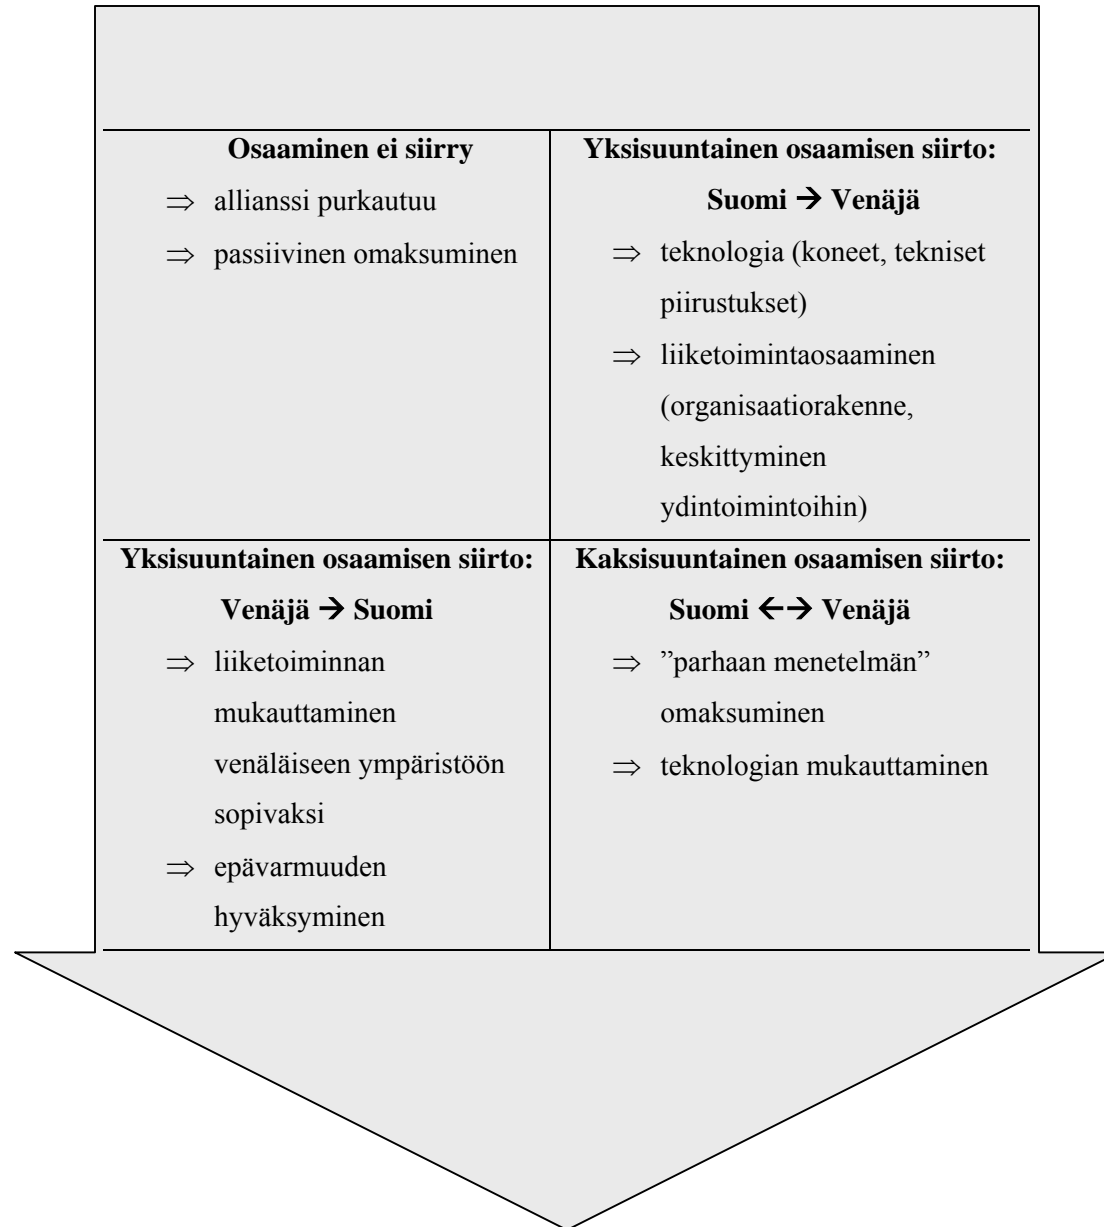 Osaaminen ei siirry
⇒ allianssi purkautuu
⇒ passiivinen omaksuminen
Yksisuuntainen osaamisen siirto:
Suomi → Venäjä
⇒ teknologia (koneet, tekniset
piirustukset)
⇒ liiketoimintaosaaminen
(organisaatiorakenne,
keskittyminen
ydintoimintoihin)
Yksisuuntainen osaamisen siirto:
Venäjä → Suomi
⇒ liiketoiminnan
mukauttaminen
venäläiseen ympäristöön
sopivaksi
⇒ epävarmuuden
hyväksyminen
Kaksisuuntainen osaamisen siirto:
Suomi ←→ Venäjä
⇒ ”parhaan menetelmän”
omaksuminen
⇒ teknologian mukauttaminen